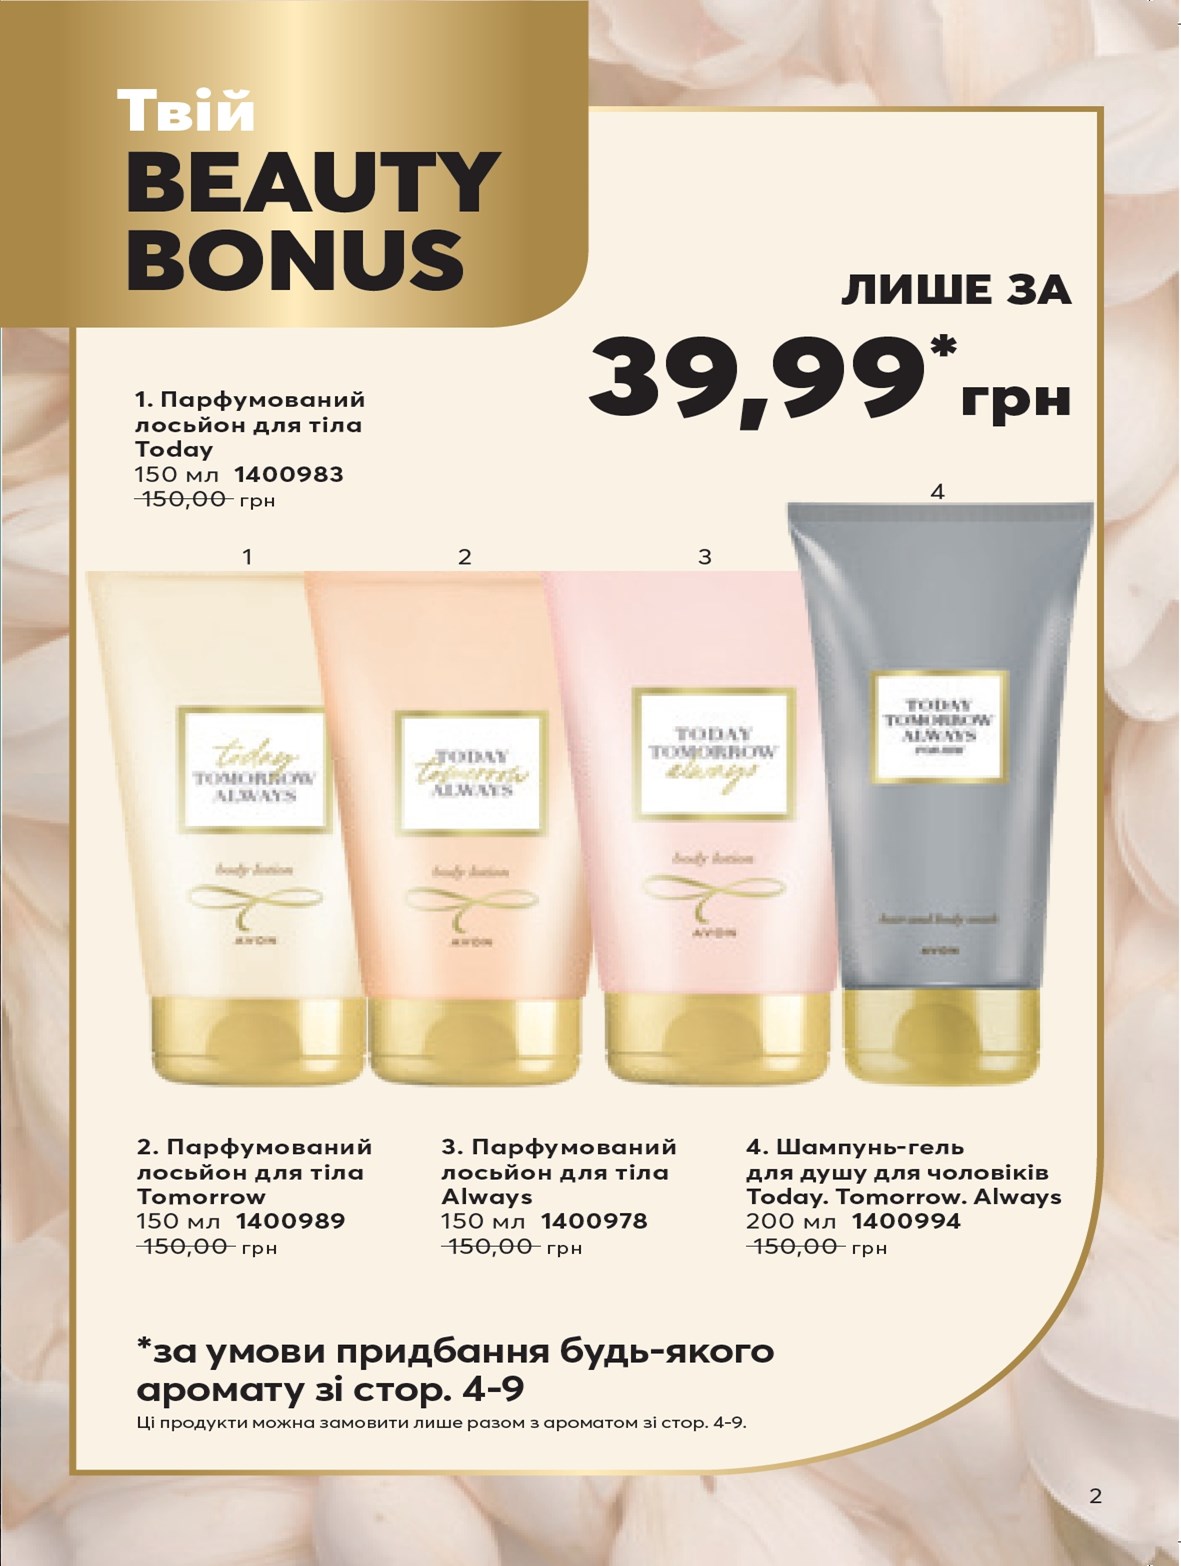 Твій
BEAUTY
BONUS
ЛИШЕ ЗА
39,99*
грн
1. Парфумований
лосьйон для тіла
Today
150 мл 1400983
150,00 грн
1
2
3
4
today
TOMORROW
ALWAYS
body lotion
AVON
TODAY
tomorrow
ALWAYS
body lotion
AVON
TODAY
TOMORROW
always
body lotion
AVON
TODAY
TOMORROW
ALWAYS
FOR HIM
hair and body wash
AVON
2. Парфумований
лосьйон для тіла
Tomorrow
150 мл 1400989
150,00 грн
3. Парфумований
лосьйон для тіла
Always
150 мл 1400978
150,00 грн
4. Шампунь-гель
для душу для чоловіків
Today. Tomorrow. Always
200 мл 1400994
150,00 грн
*за умови придбання будь-якого
аромату зі стор. 4-9
Ці продукти можна замовити лише разом з ароматом зі стор. 4-9.
2